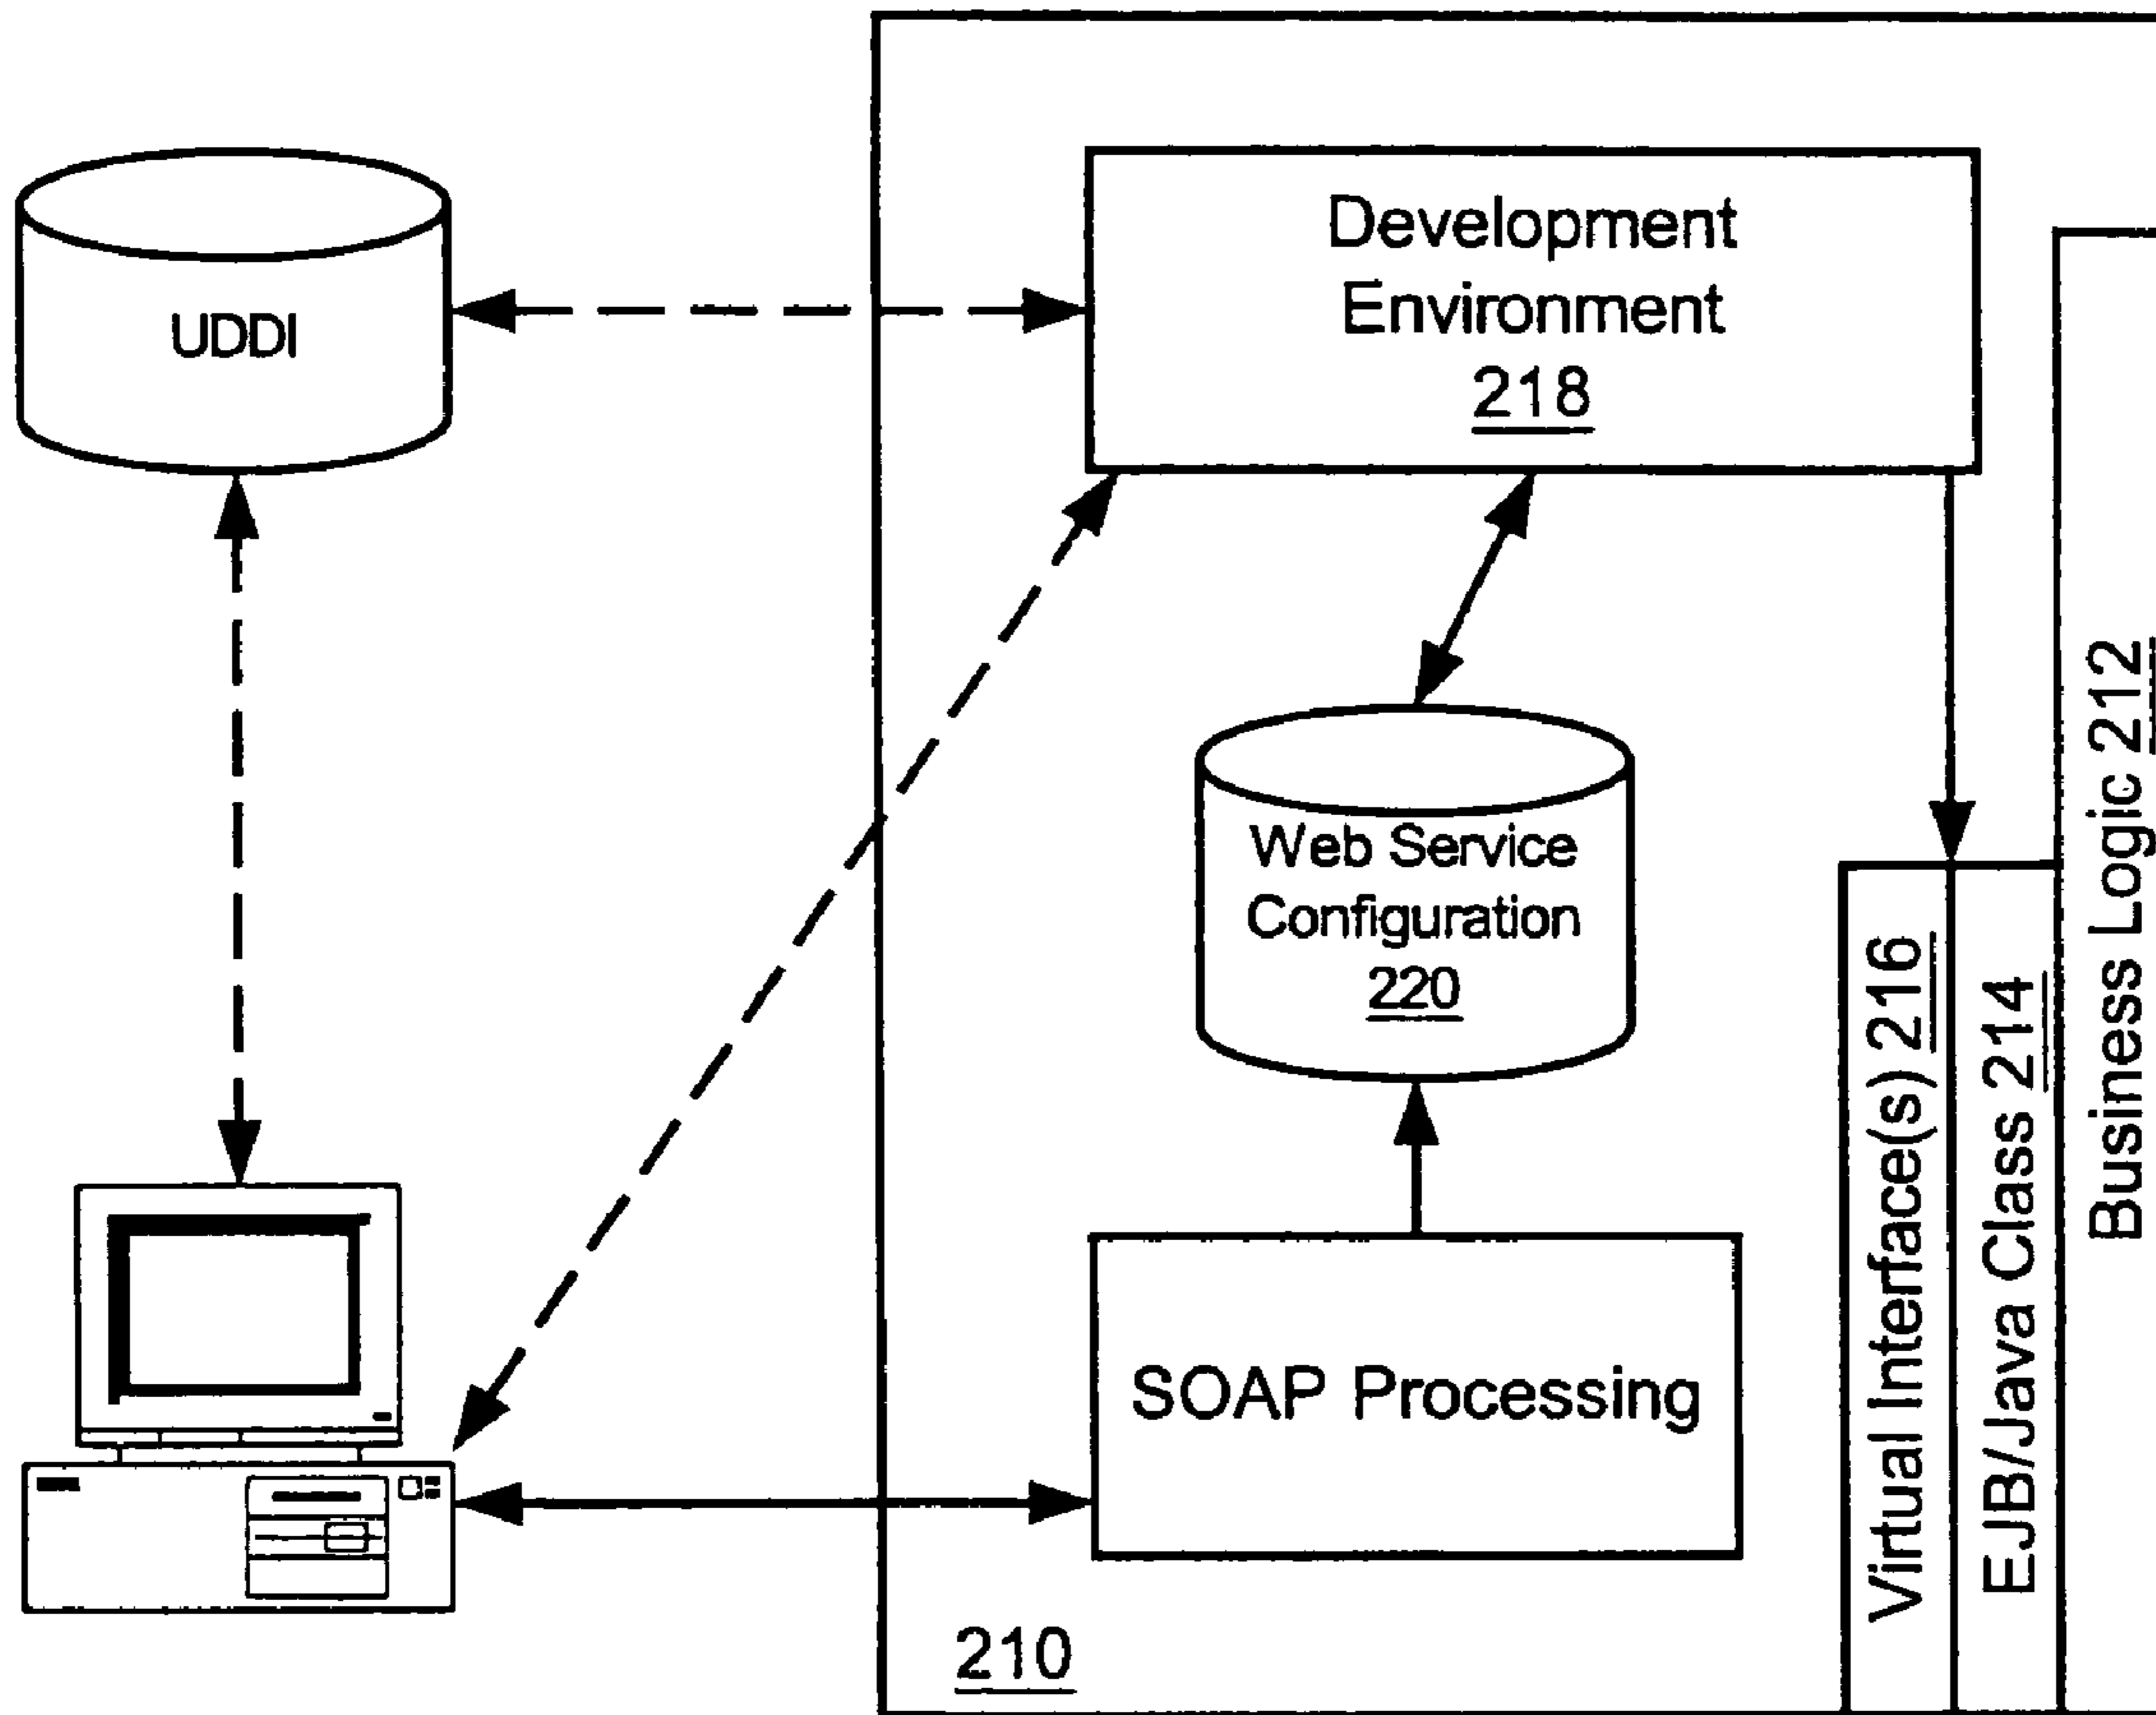 UDDI
Development
Environment
218
Web Service
Configuration
220
SOAP Processing
210
Virtual Interface(s) 216
EJB/Java Class 214
Business Logic 212